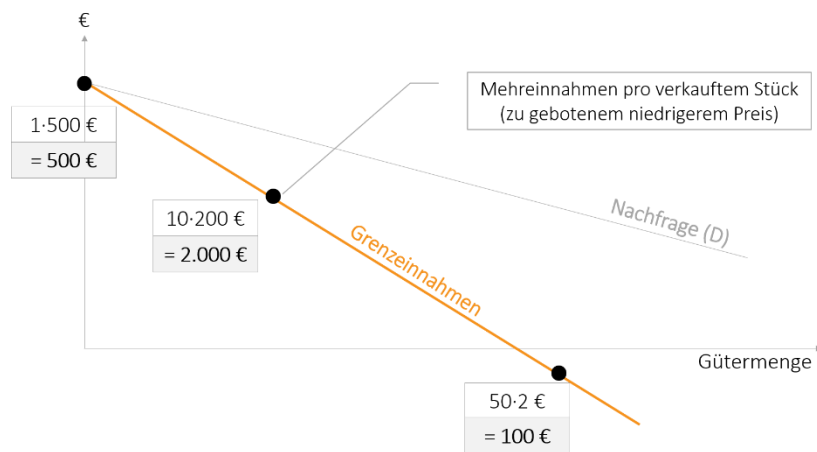 €
Mehreinnahmen pro verkauftem Stück
(zu gebotenem niedrigerem Preis)
1·500 €
= 500 €
10·200 €
= 2.000 €
Nachfrage (D)
Grenzeinnahmen
Gütermenge
50·2 €
= 100 €